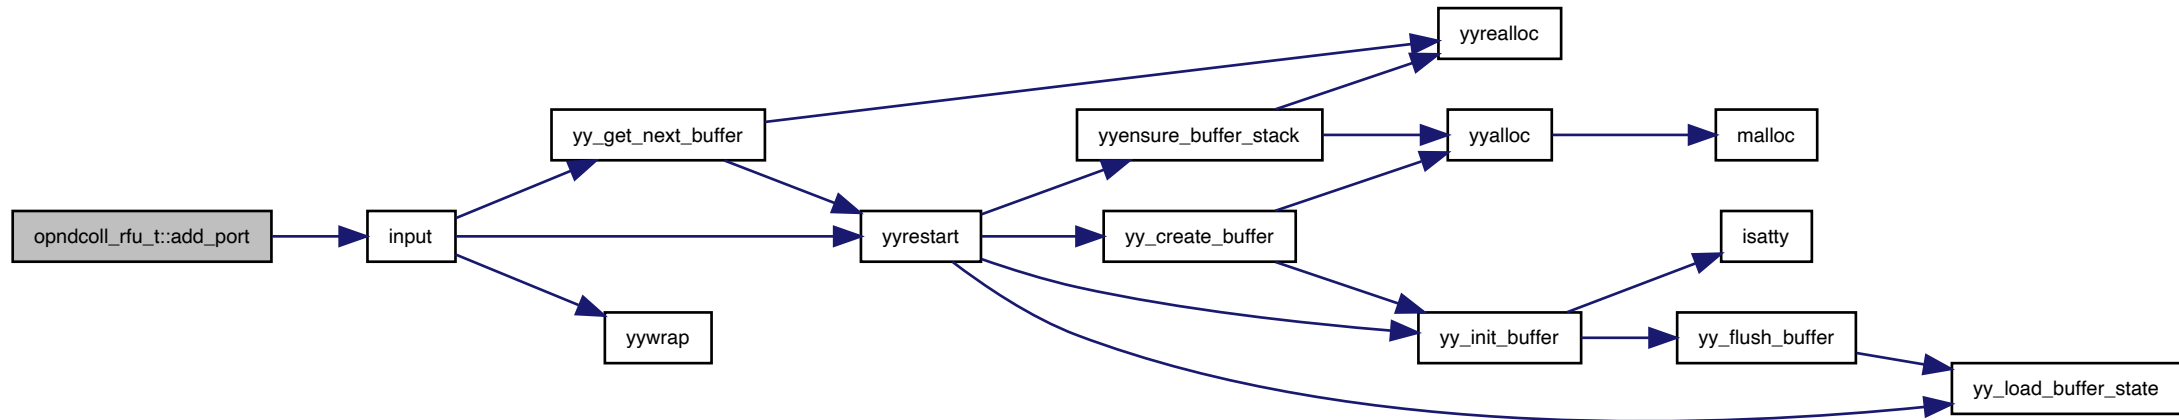 yyrealloc
yy_get_next_buffer
yyensure_buffer_stack
yyalloc
malloc
opndcoll_rfu_t::add_port
input
yyrestart
yy_create_buffer
isatty
yywrap
yy_init_buffer
yy_flush_buffer
yy_load_buffer_state